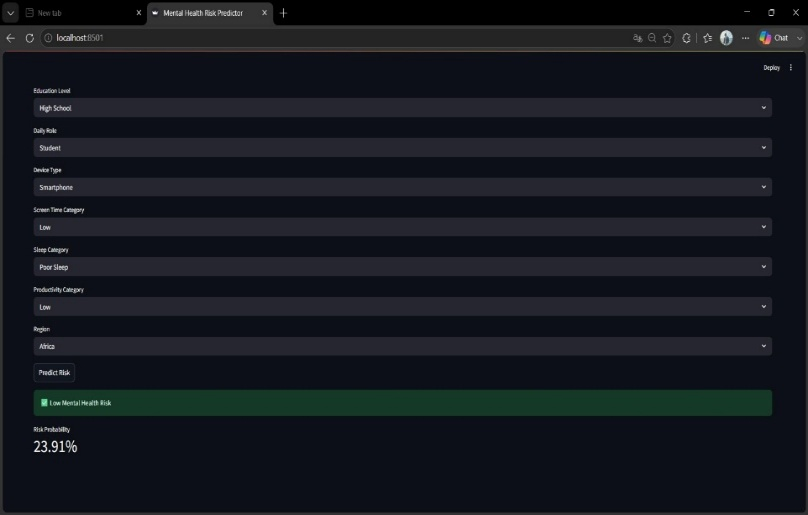 New tab
Mental Health Risk Predictor
localhost:8501
Chat
Deploy
Education Level
High School
Daily Role
Student
Device Type
Smartphone
Screen Time Category
Low
Sleep Category
Poor Sleep
Productivity Category
Low
Region
Africa
Predict Risk
Low Mental Health Risk
Risk Probability
23.91%